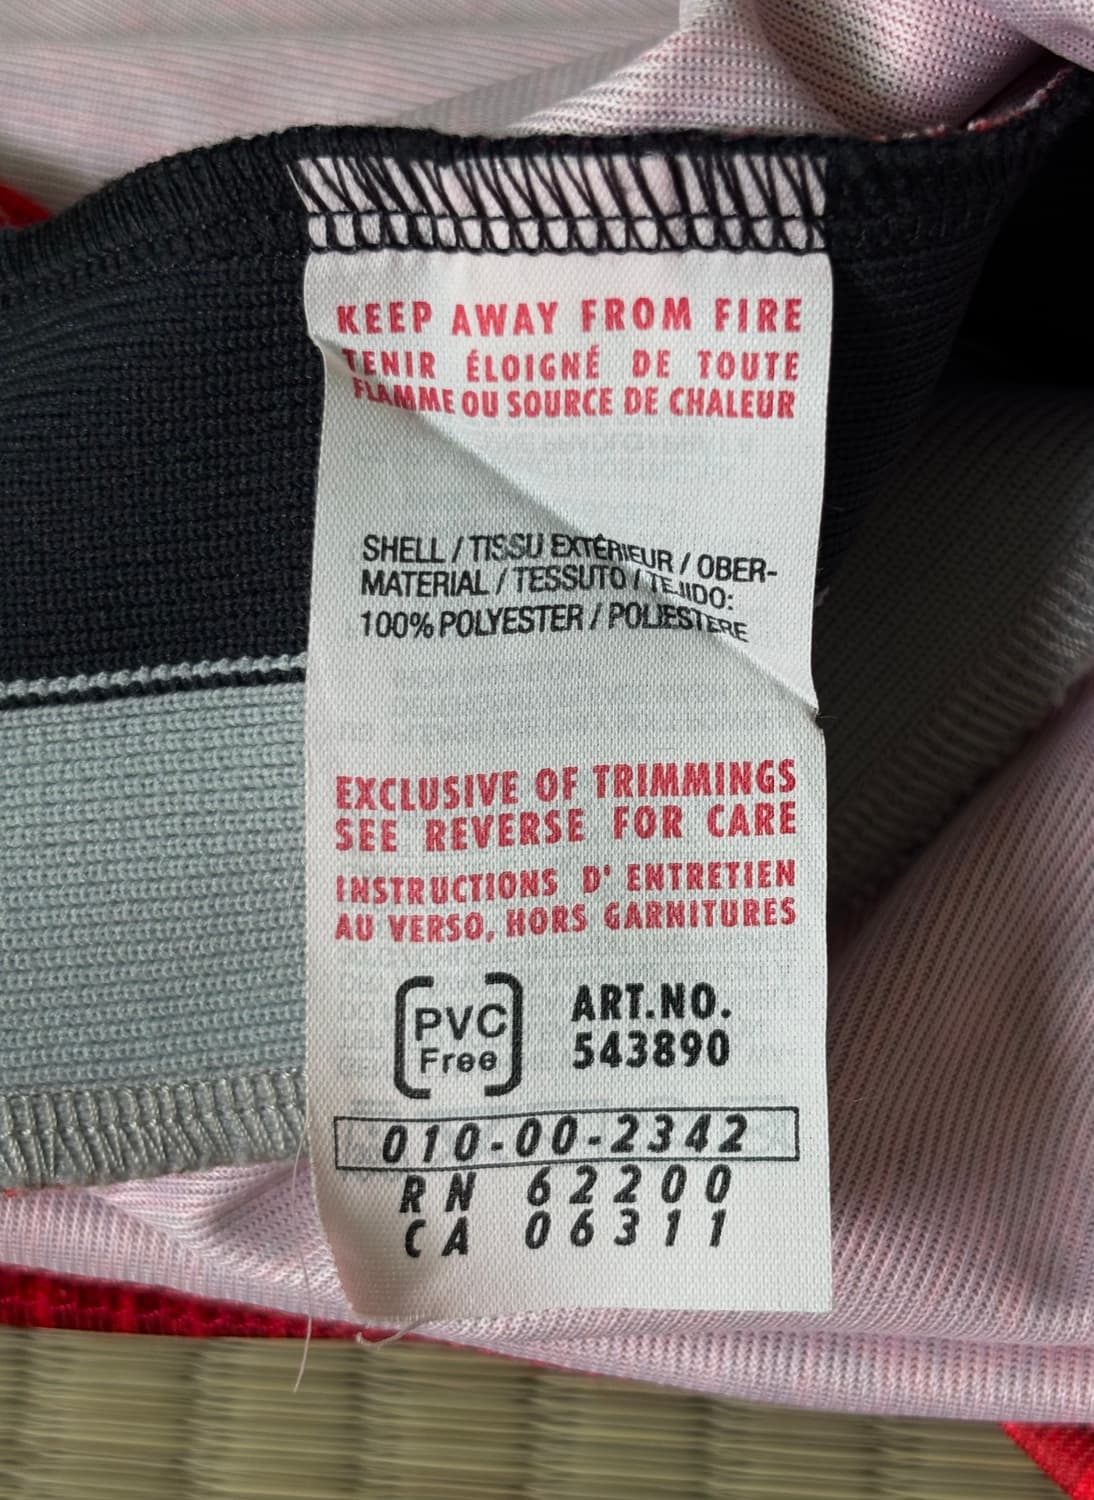 KEEP AWAY FROM FIRE
TENIR ÉLOIGNÉ DE TOUTE
FLAMME OU SOURCE DE CHALEUR
SHELL / TISSU EXTÉRIEUR / OBER-
MATERIAL / TESSUTO / TEJIDO:
100% POLYESTER / POLIESTERE
EXCLUSIVE OF TRIMMINGS
SEE REVERSE FOR CARE
INSTRUCTIONS D' ENTRETIEN
AU VERSO, HORS GARNITURES
PVC
Free
ART.NO.
543890
010-00-2342
RN 62200
CA 06311